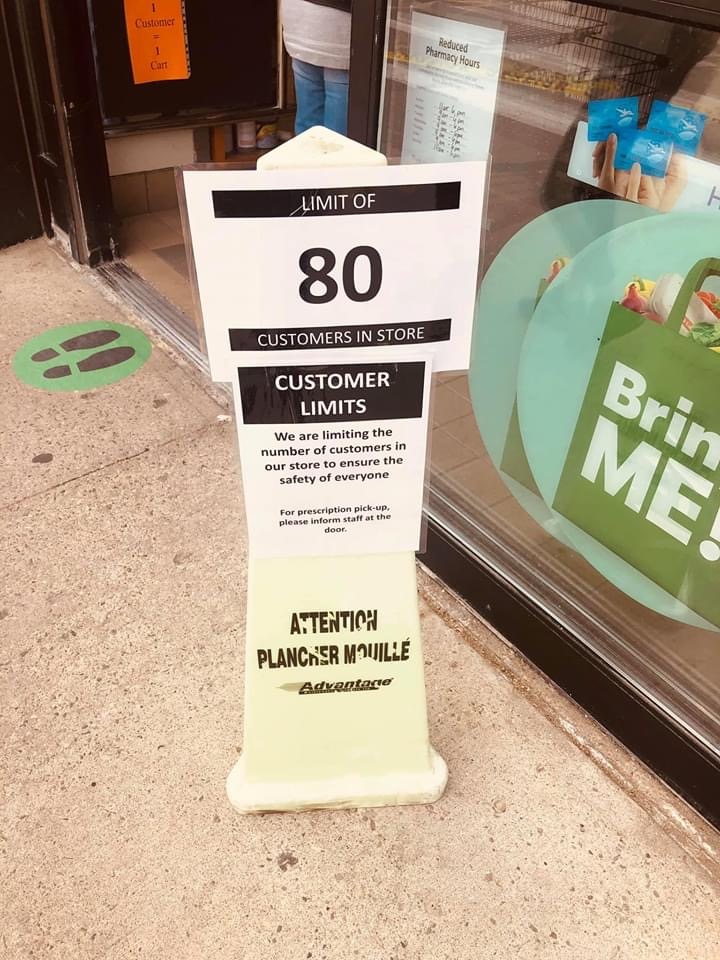 1
Customer
=
1
Cart
Reduced
Pharmacy Hours
LIMIT OF
80
CUSTOMERS IN STORE
CUSTOMER
LIMITS
We are limiting the
number of customers in
our store to ensure the
safety of everyone
For prescription pick-up,
please inform staff at the
door.
ATTENTION
PLANCHER MOUILLÉ
Advantage
Brin
ME!
H